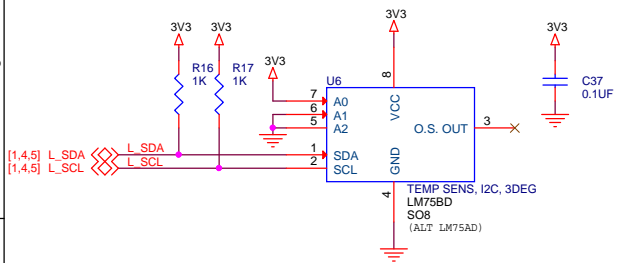 3V3 3V3 3V3 3V3
R16 R17
1K 1K
3V3
C37
0.1UF
U6
8
VCC
7 A0
6 A1
5 A2
O.S. OUT 3
[1,4,5] L_SDA L_SDA 1 SDA
[1,4,5] L_SCL L_SCL 2 SCL
GND
4
TEMP SENS, I2C, 3DEG
LM75BD
SO8
(ALT LM75AD)